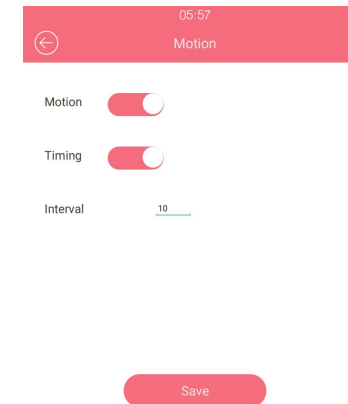 05:57
Motion
Motion
Timing
Interval 10
Save